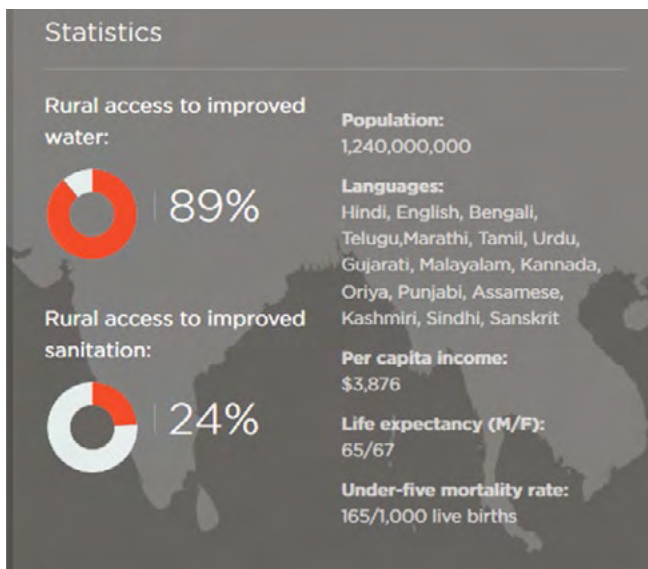 Statistics
Rural access to improved
water:
89%
Rural access to improved
sanitation:
24%
Population:
1,240,000,000
Languages:
Hindi, English, Bengali,
Telugu,Marathi, Tamil, Urdu,
Gujarati, Malayalam, Kannada,
Oriya, Punjabi, Assamese,
Kashmiri, Sindhi, Sanskrit
Per capita income:
$3,876
Life expectancy (M/F):
65/67
Under-five mortality rate:
165/1,000 live births